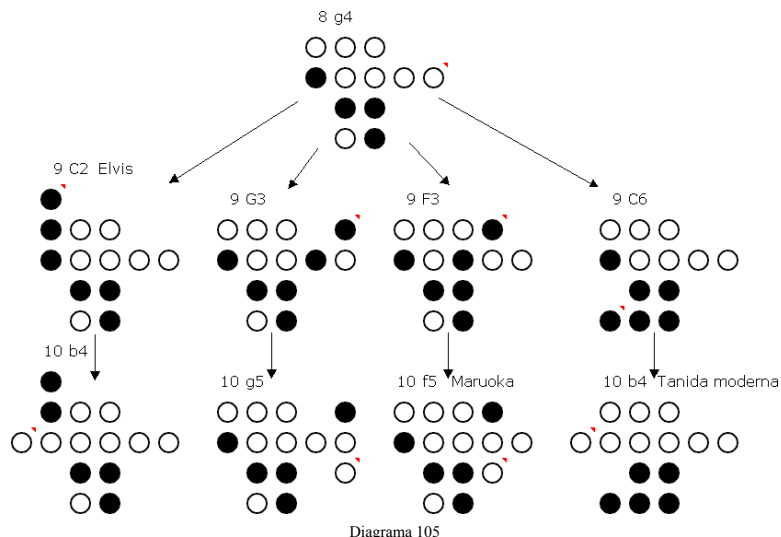 8 g4
9 C2 Elvis
9 G3
9 F3
9 C6
10 b4
10 g5
10 f5 Maruoka
10 b4 Tanida moderna
Diagrama 105